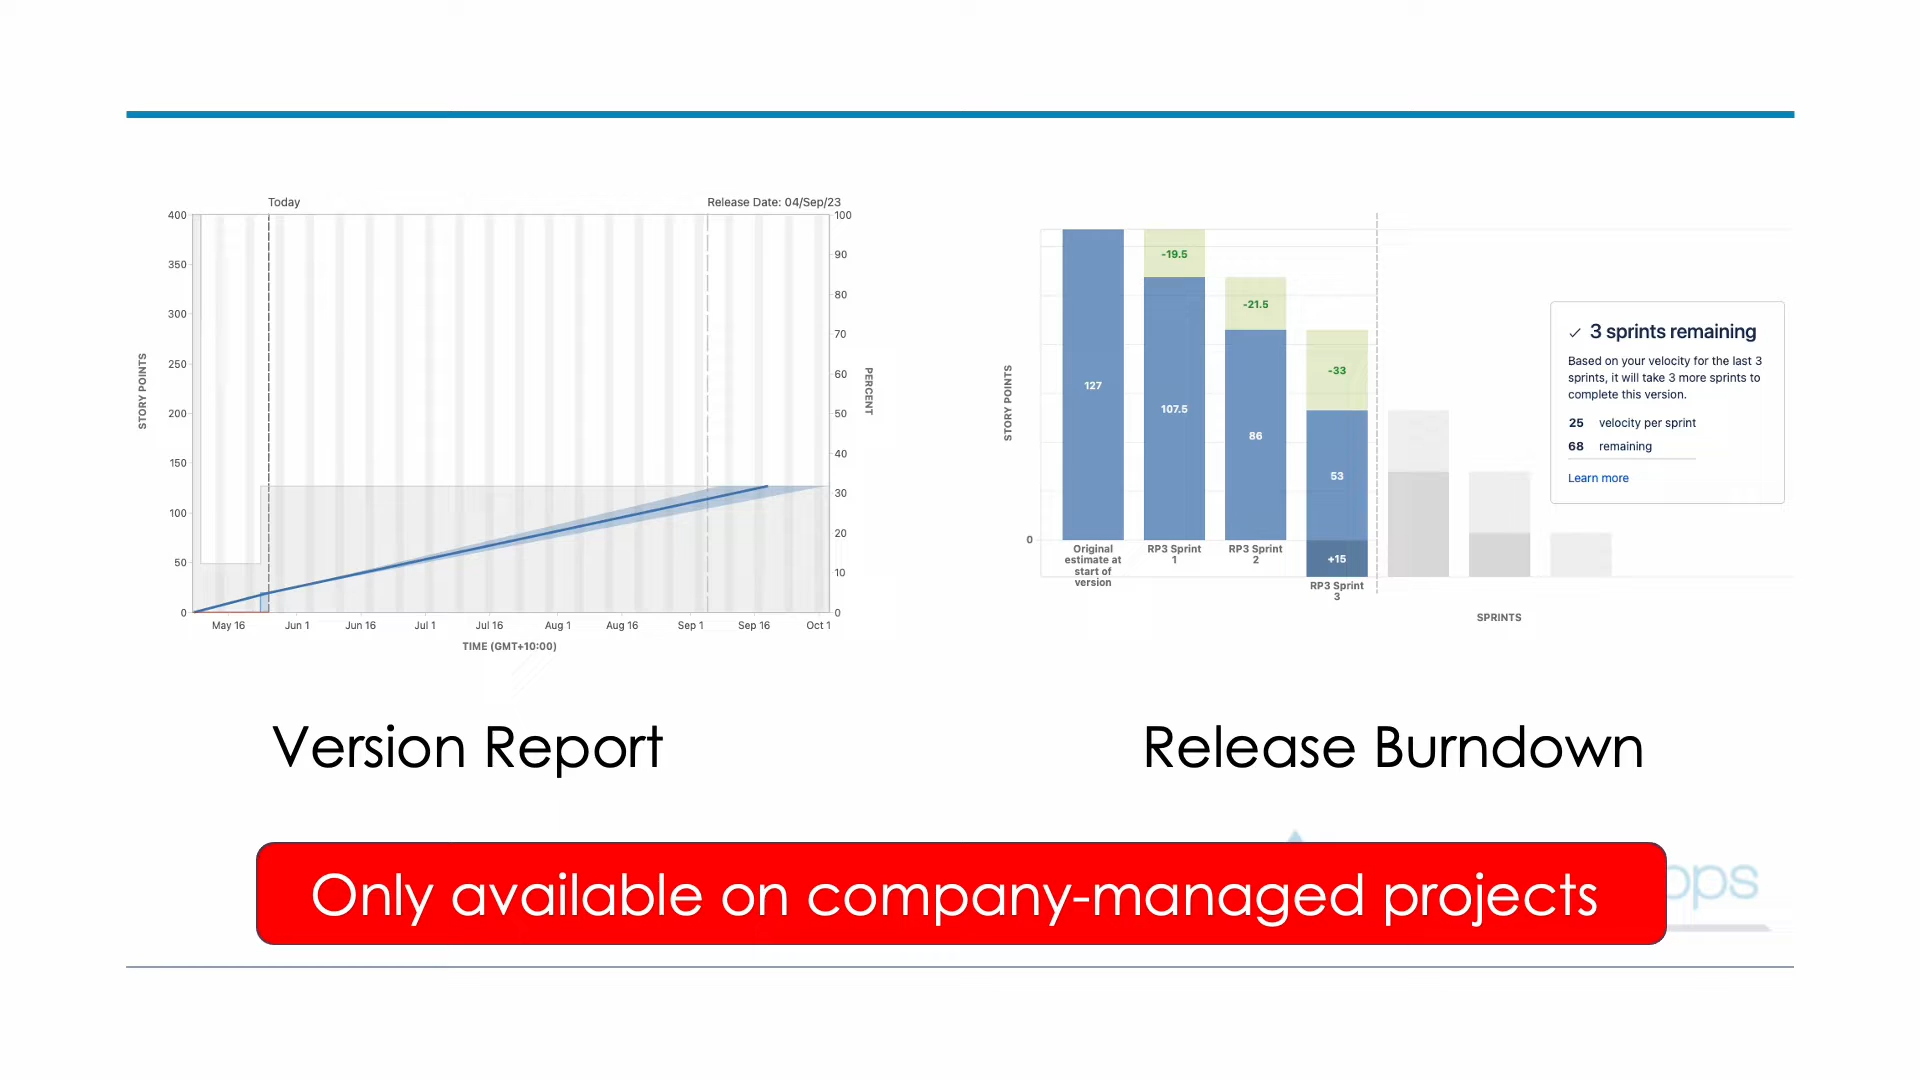 Today
Release Date: 04/Sep/23
400
350
300
250
200
150
100
50
0
STORY POINTS
100
90
80
70
60
50
40
30
20
10
0
PERCENT
May 16
Jun 1
Jun 16
Jul 1
Jul 16
Aug 1
Aug 16
Sep 1
Sep 16
Oct 1
TIME (GMT+10:00)
STORY POINTS
0
127
-19.5
107.5
-21.5
86
-33
53
+15
Original
estimate at
start of
version
RP3 Sprint
1
RP3 Sprint
2
RP3 Sprint
3
SPRINTS
3 sprints remaining
Based on your velocity for the last 3
sprints, it will take 3 more sprints to
complete this version.
25 velocity per sprint
68 remaining
Learn more
Version Report
Release Burndown
Only available on company-managed projects